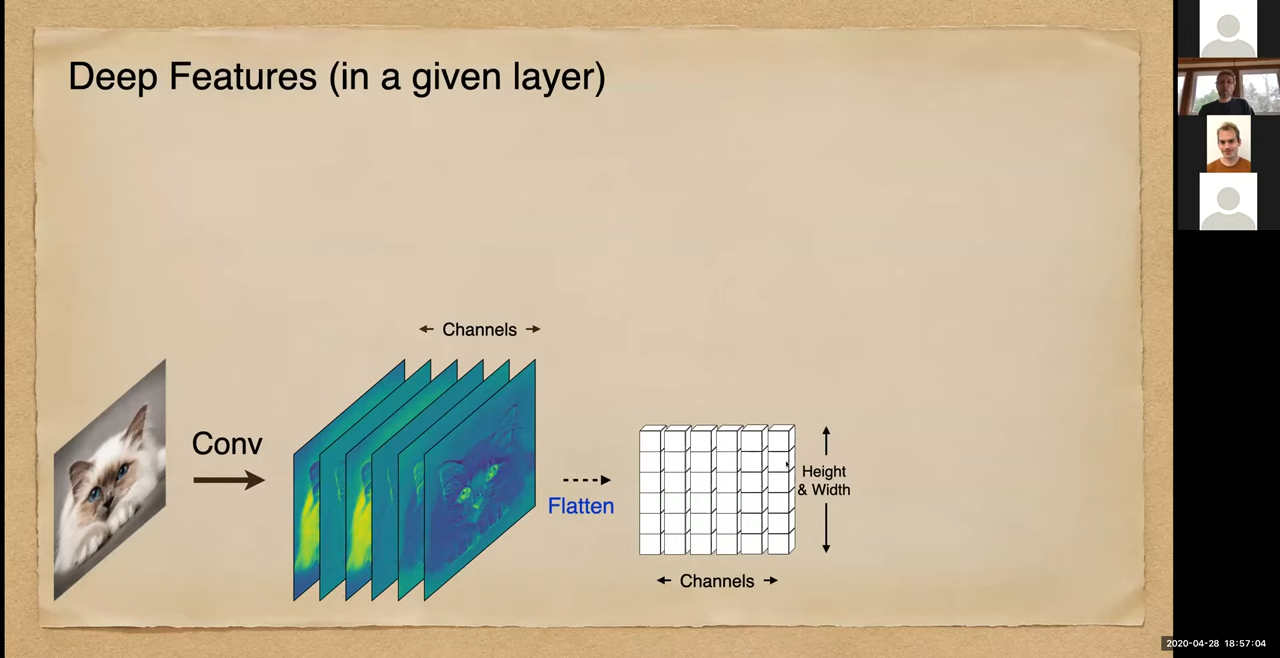 Deep Features (in a given layer)
Channels
Conv
Flatten
Height
& Width
Channels
2020-04-28 18:57:04